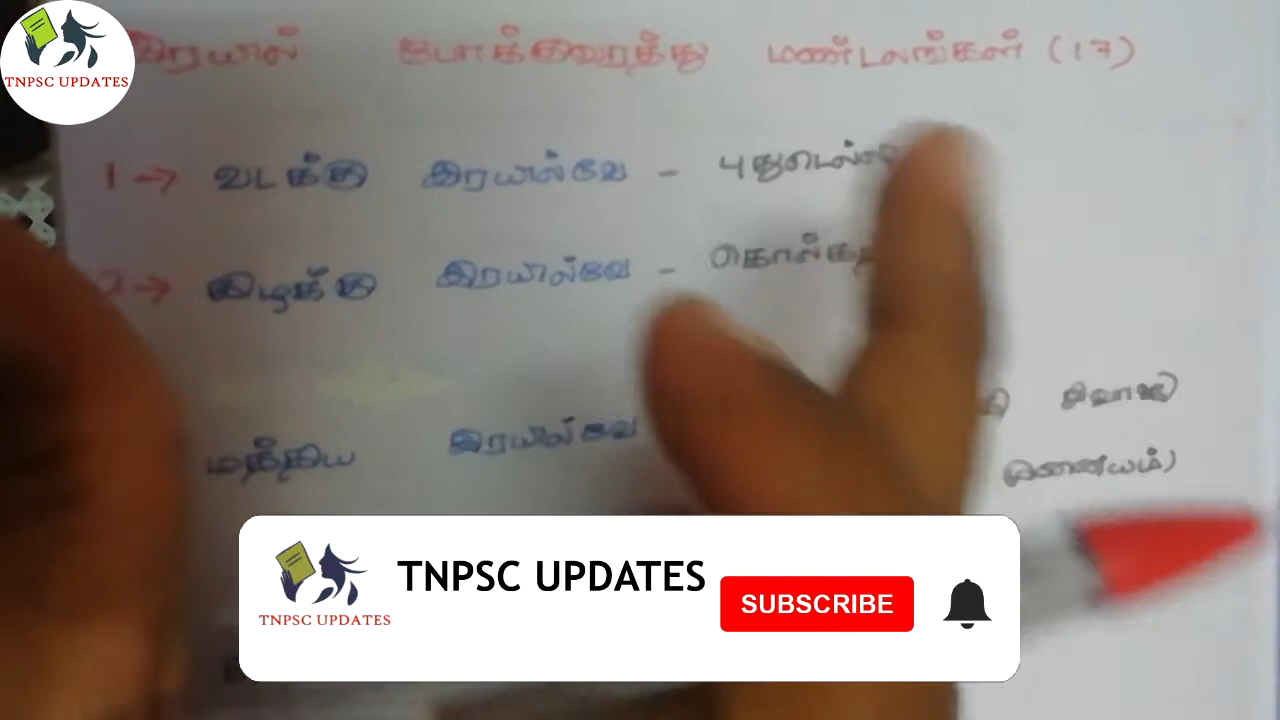 TNPSC UPDATES
இரயில் போக்குவரத்து மண்டலங்கள் (17)
1 → வடக்கு இரயில்வே -
2 → கிழக்கு இரயில்வே -
சிவாஜி
மத்திய இரயில்வே
முனையம்)
TNPSC UPDATES
TNPSC UPDATES
SUBSCRIBE